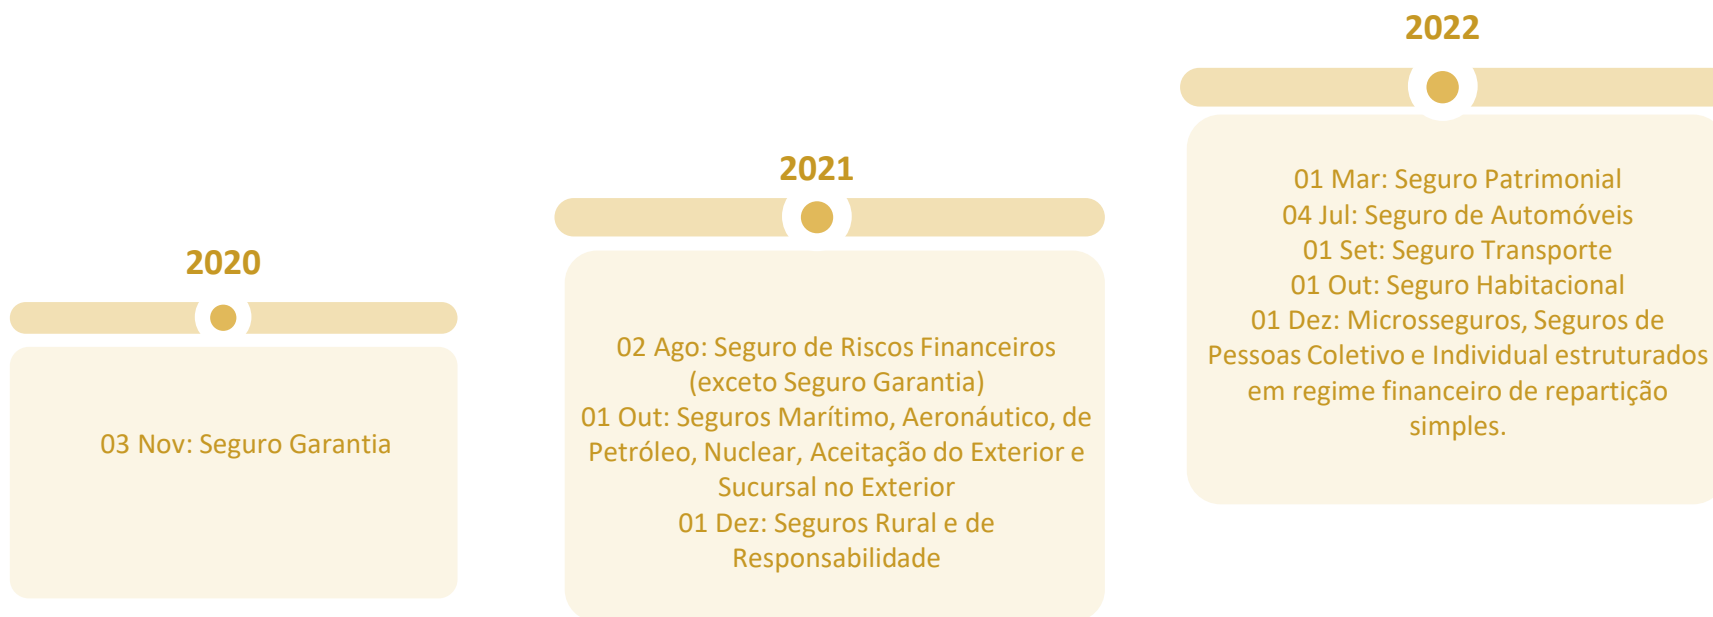 2020
03 Nov: Seguro Garantia
2021
02 Ago: Seguro de Riscos Financeiros
(exceto Seguro Garantia)
01 Out: Seguros Marítimo, Aeronáutico, de
Petróleo, Nuclear, Aceitação do Exterior e
Sucursal no Exterior
01 Dez: Seguros Rural e de
Responsabilidade
2022
01 Mar: Seguro Patrimonial
04 Jul: Seguro de Automóveis
01 Set: Seguro Transporte
01 Out: Seguro Habitacional
01 Dez: Microsseguros, Seguros de
Pessoas Coletivo e Individual estruturados
em regime financeiro de repartição
simples.